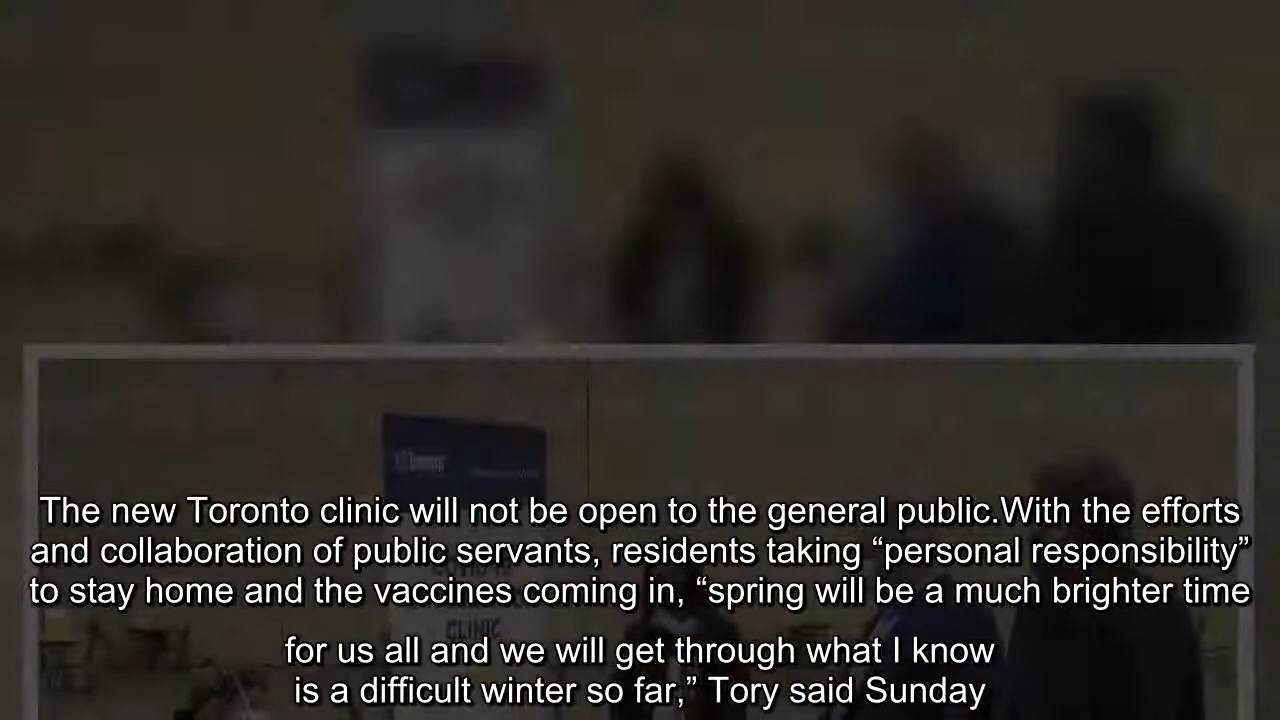 Toronto
The new Toronto clinic will not be open to the general public.With the efforts
and collaboration of public servants, residents taking “personal responsibility”
to stay home and the vaccines coming in, “spring will be a much brighter time
CLINIC
for us all and we will get through what I know
is a difficult winter so far,” Tory said Sunday